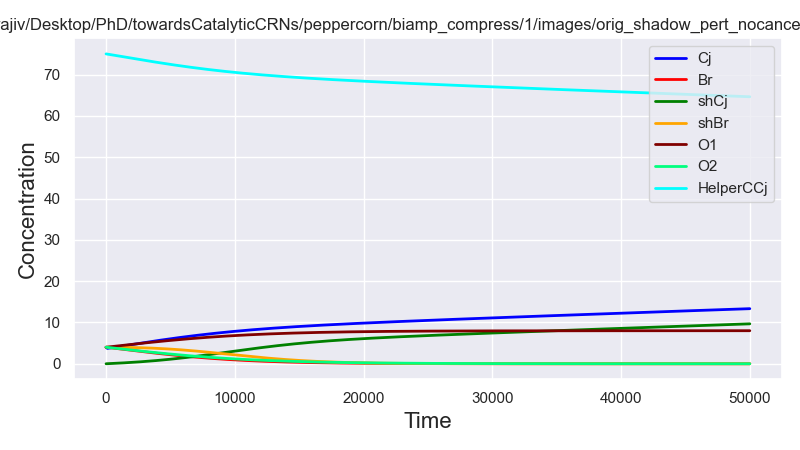 rajiv/Desktop/PhD/towardsCatalyticCRNs/peppercorn/biamp_compress/1/images/orig_shadow_pert_nocance
Cj
Br
shCj
shBr
O1
O2
HelperCCj
Concentration
70
60
50
40
30
20
10
0
0 10000 20000 30000 40000 50000
Time